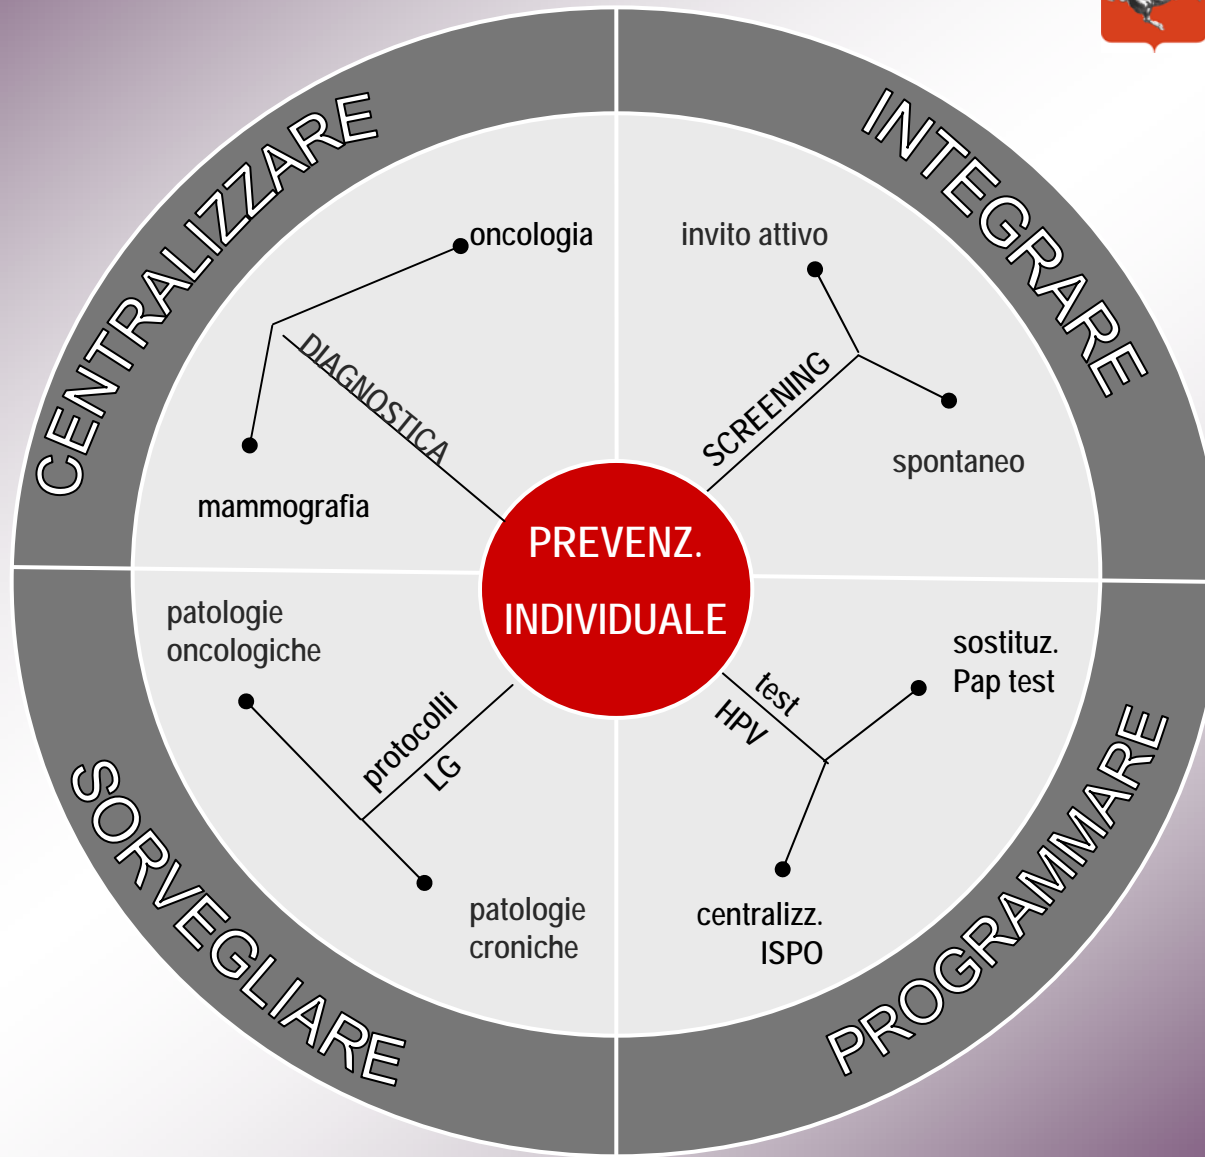 CENTRALIZZARE
oncologia
DIAGNOSTICA
mammografia
INTEGRARE
invito attivo
SCREENING
spontaneo
PREVENZ.
INDIVIDUALE
patologie
oncologiche
protocolli
LG
patologie
croniche
SORVEGLIARE
sostituz.
Pap test
test
HPV
centralizz.
ISPO
PROGRAMMARE